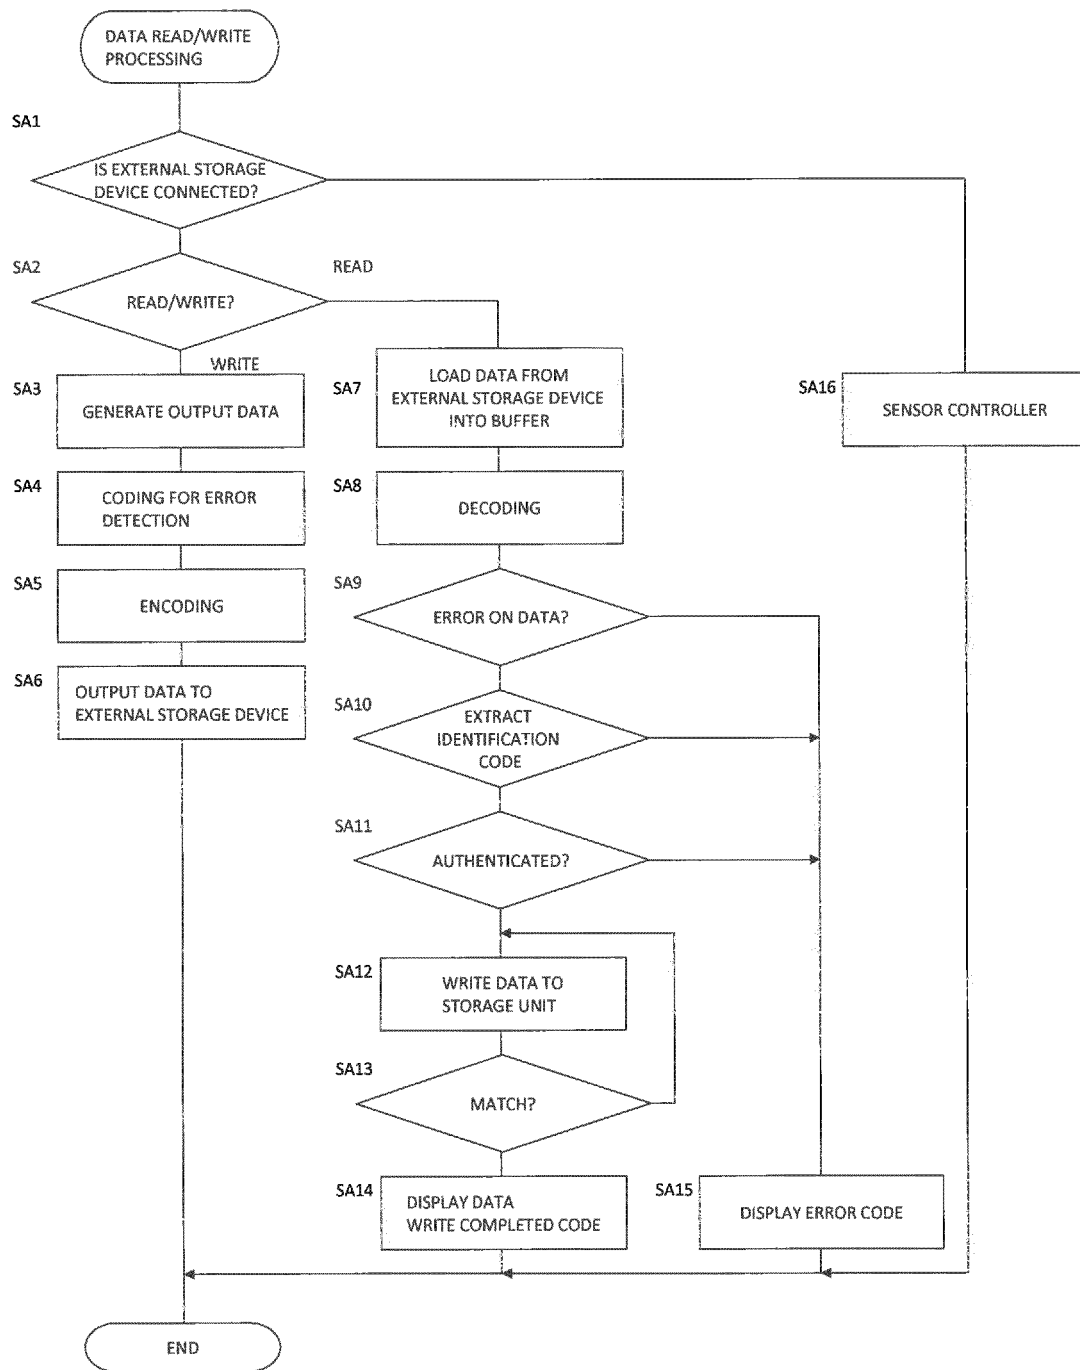 DATA READ/WRITE
PROCESSING
SA1
IS EXTERNAL STORAGE
DEVICE CONNECTED?
SA2
READ/WRITE?
READ
WRITE
SA3
GENERATE OUTPUT DATA
SA4
CODING FOR ERROR
DETECTION
SA5
ENCODING
SA6
OUTPUT DATA TO
EXTERNAL STORAGE DEVICE
SA7
LOAD DATA FROM
EXTERNAL STORAGE DEVICE
INTO BUFFER
SA8
DECODING
SA9
ERROR ON DATA?
SA10
EXTRACT
IDENTIFICATION
CODE
SA11
AUTHENTICATED?
SA12
WRITE DATA TO
STORAGE UNIT
SA13
MATCH?
SA14
DISPLAY DATA
WRITE COMPLETED CODE
SA15
DISPLAY ERROR CODE
SA16
SENSOR CONTROLLER
END